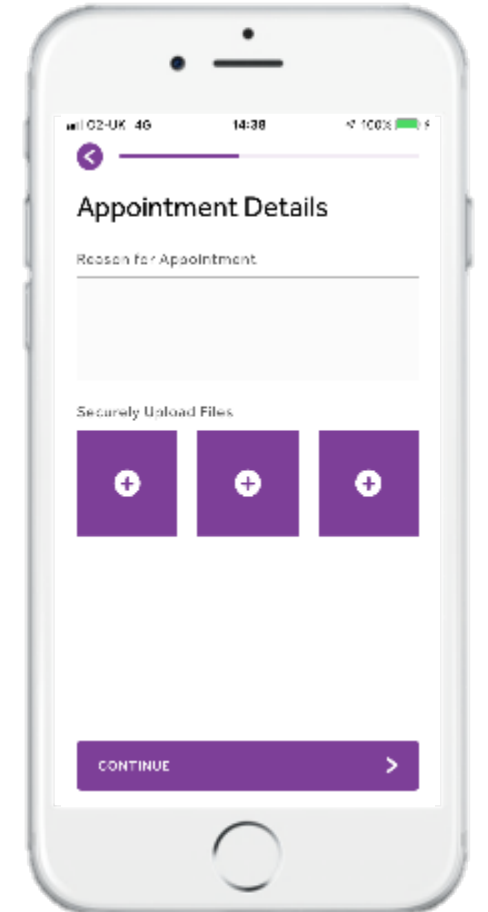 O2-UK 4G 14:38 100%
Appointment Details
Reason for Appointment
Securely Upload Files
CONTINUE